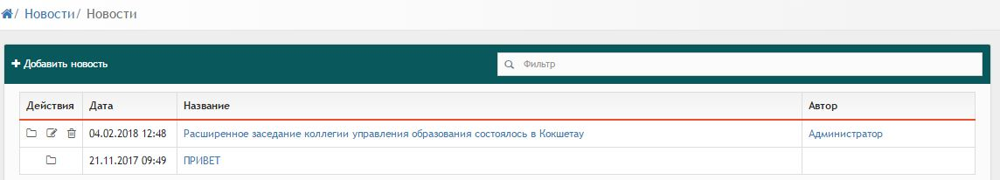 / Новости/ Новости
Добавить новость
Фильтр
Действия Дата Название Автор
04.02.2018 12:48 Расширенное заседание коллегии управления образования состоялось в Кокшетау Администратор
21.11.2017 09:49 ПРИВЕТ